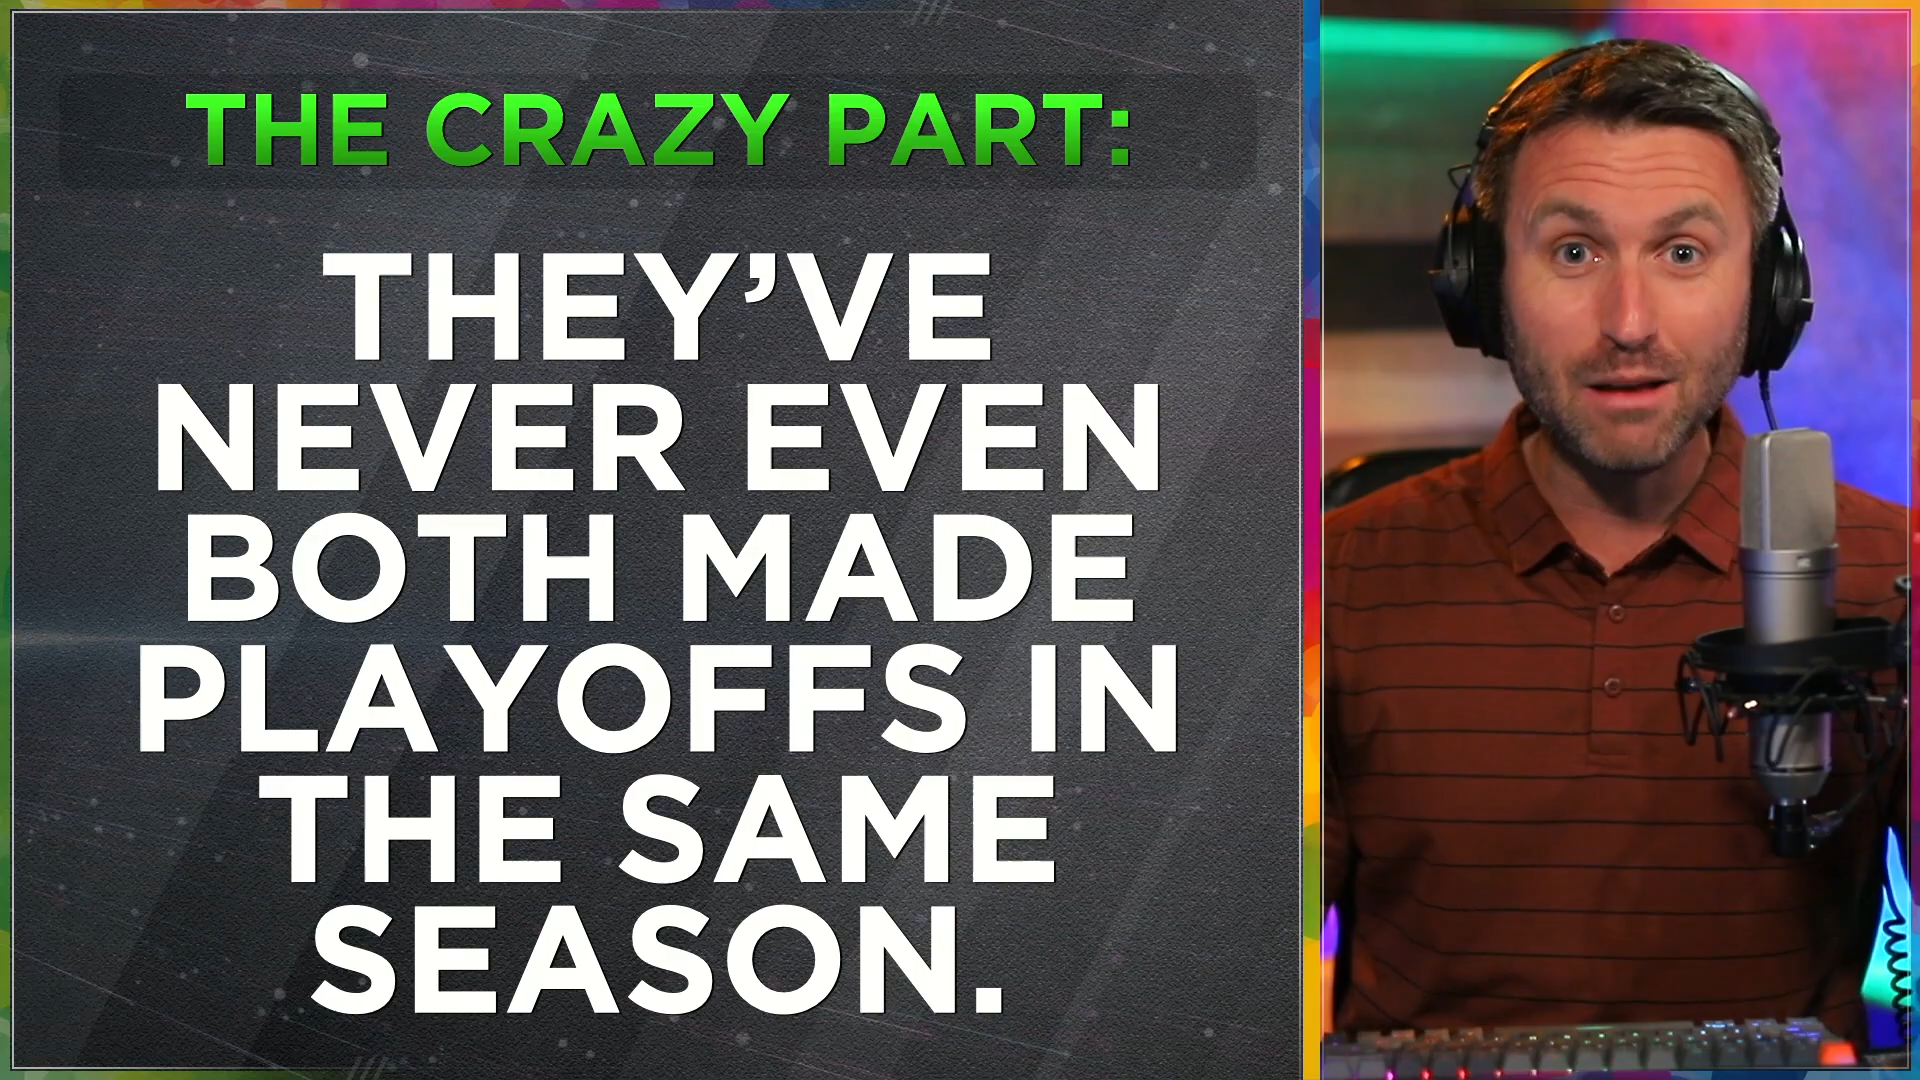 THE CRAZY PART:
THEY'VE
NEVER EVEN
BOTH MADE
PLAYOFFS IN
THE SAME
SEASON.